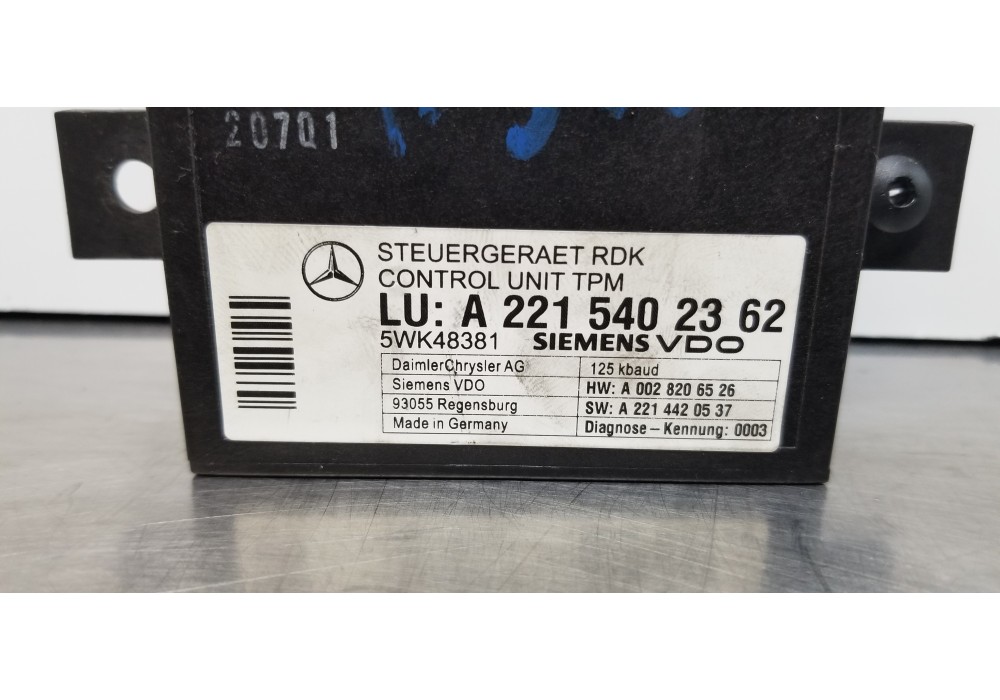 20701
STEUERGERAET RDK
CONTROL UNIT TPM
LU: A 221 540 23 62
5WK48381 SIEMENS VDO
DaimlerChrysler AG 125 kbaud
Siemens VDO HW: A 002 820 65 26
93055 Regensburg SW: A 221 442 05 37
Made in Germany Diagnose – Kennung: 0003